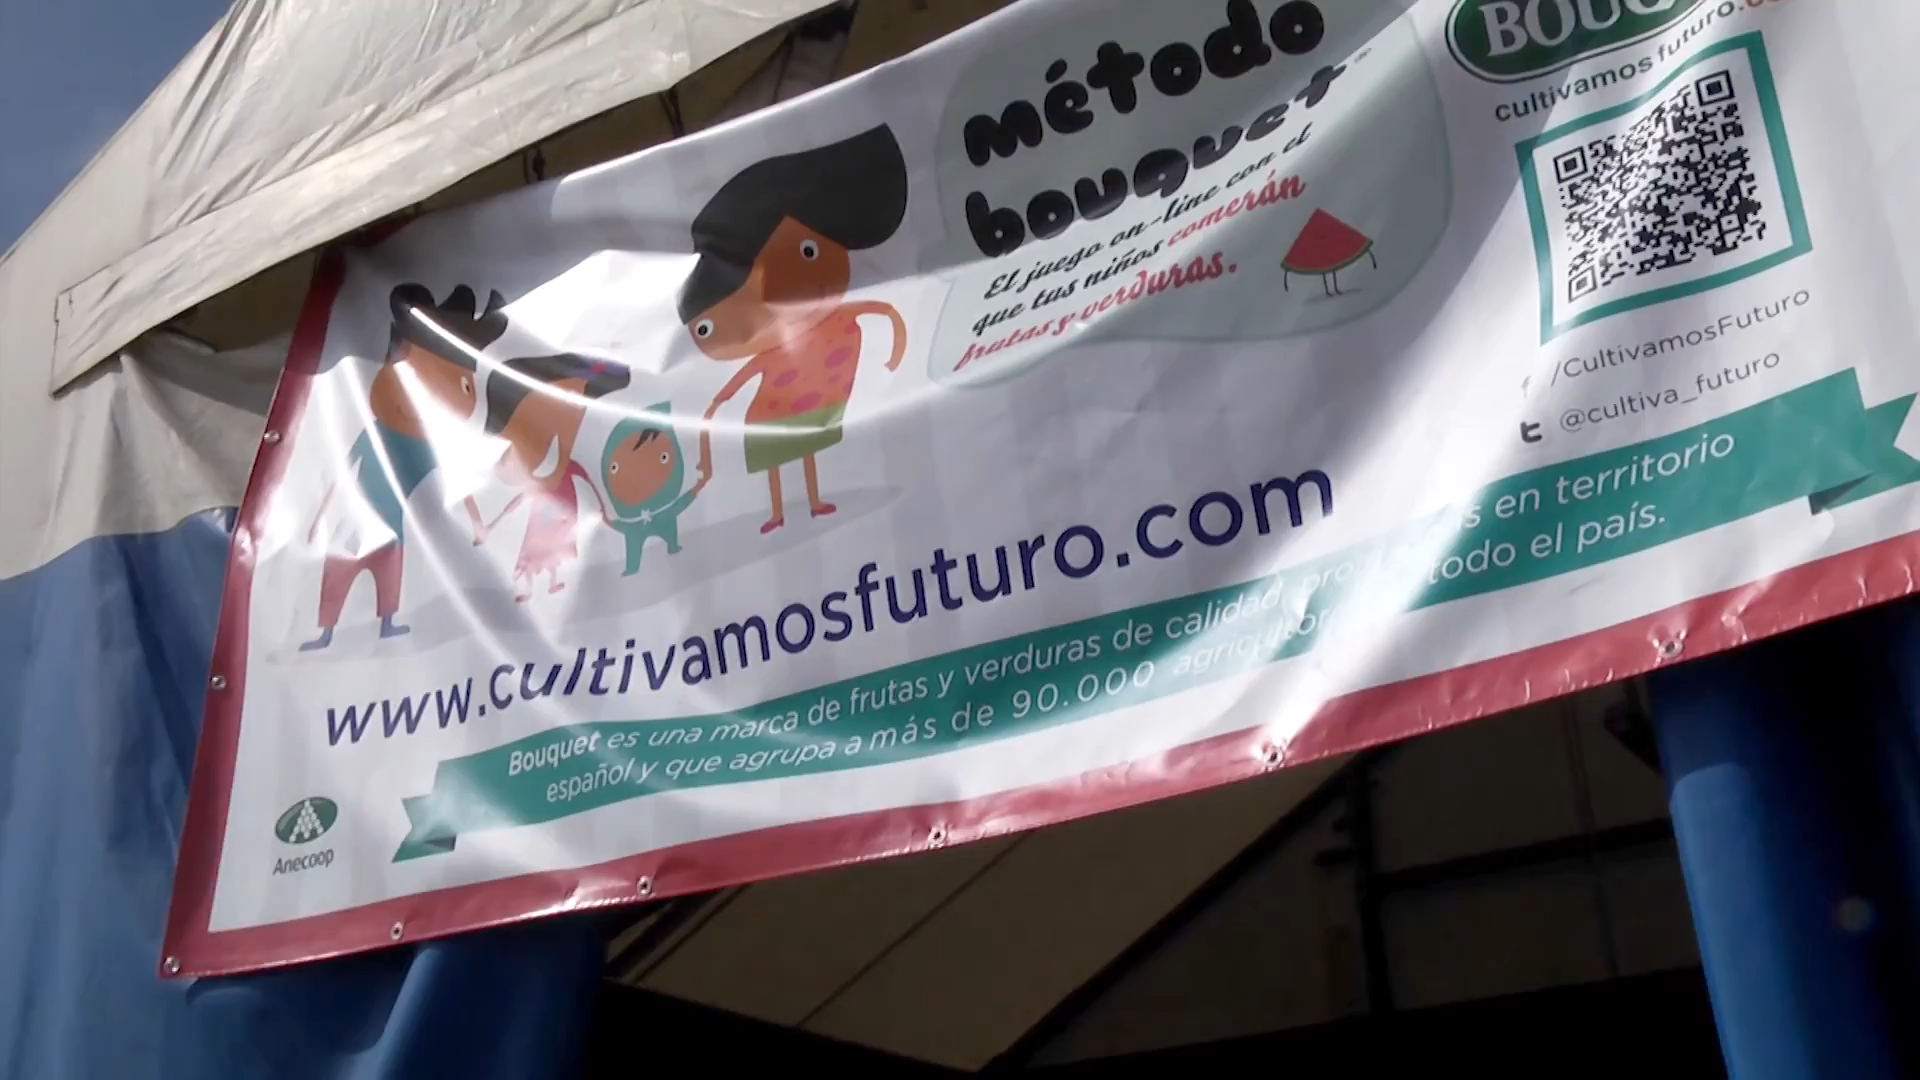 método
bouquet
El juego on-line con el
que tus niños comerán
frutas y verduras.
cultivamos futuro.
/CultivamosFuturo
@cultiva_futuro
www.cultivamosfuturo.com
Bouquet es una marca de frutas y verduras de calidad en territorio
español y que agrupa a más de 90.000 todo el país.
Anecoop